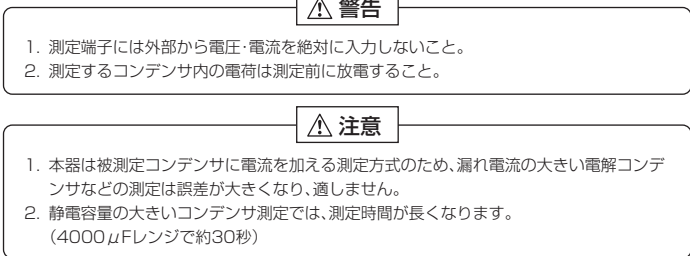 ⚠ 警告
1. 測定端子には外部から電圧・電流を絶対に入力しないこと。
2. 測定するコンデンサ内の電荷は測定前に放電すること。
⚠ 注意
1. 本器は被測定コンデンサに電流を加える測定方式のため、漏れ電流の大きい電解コンデ
ンサなどの測定は誤差が大きくなり、適しません。
2. 静電容量の大きいコンデンサ測定では、測定時間が長くなります。
(4000μFレンジで約30秒)